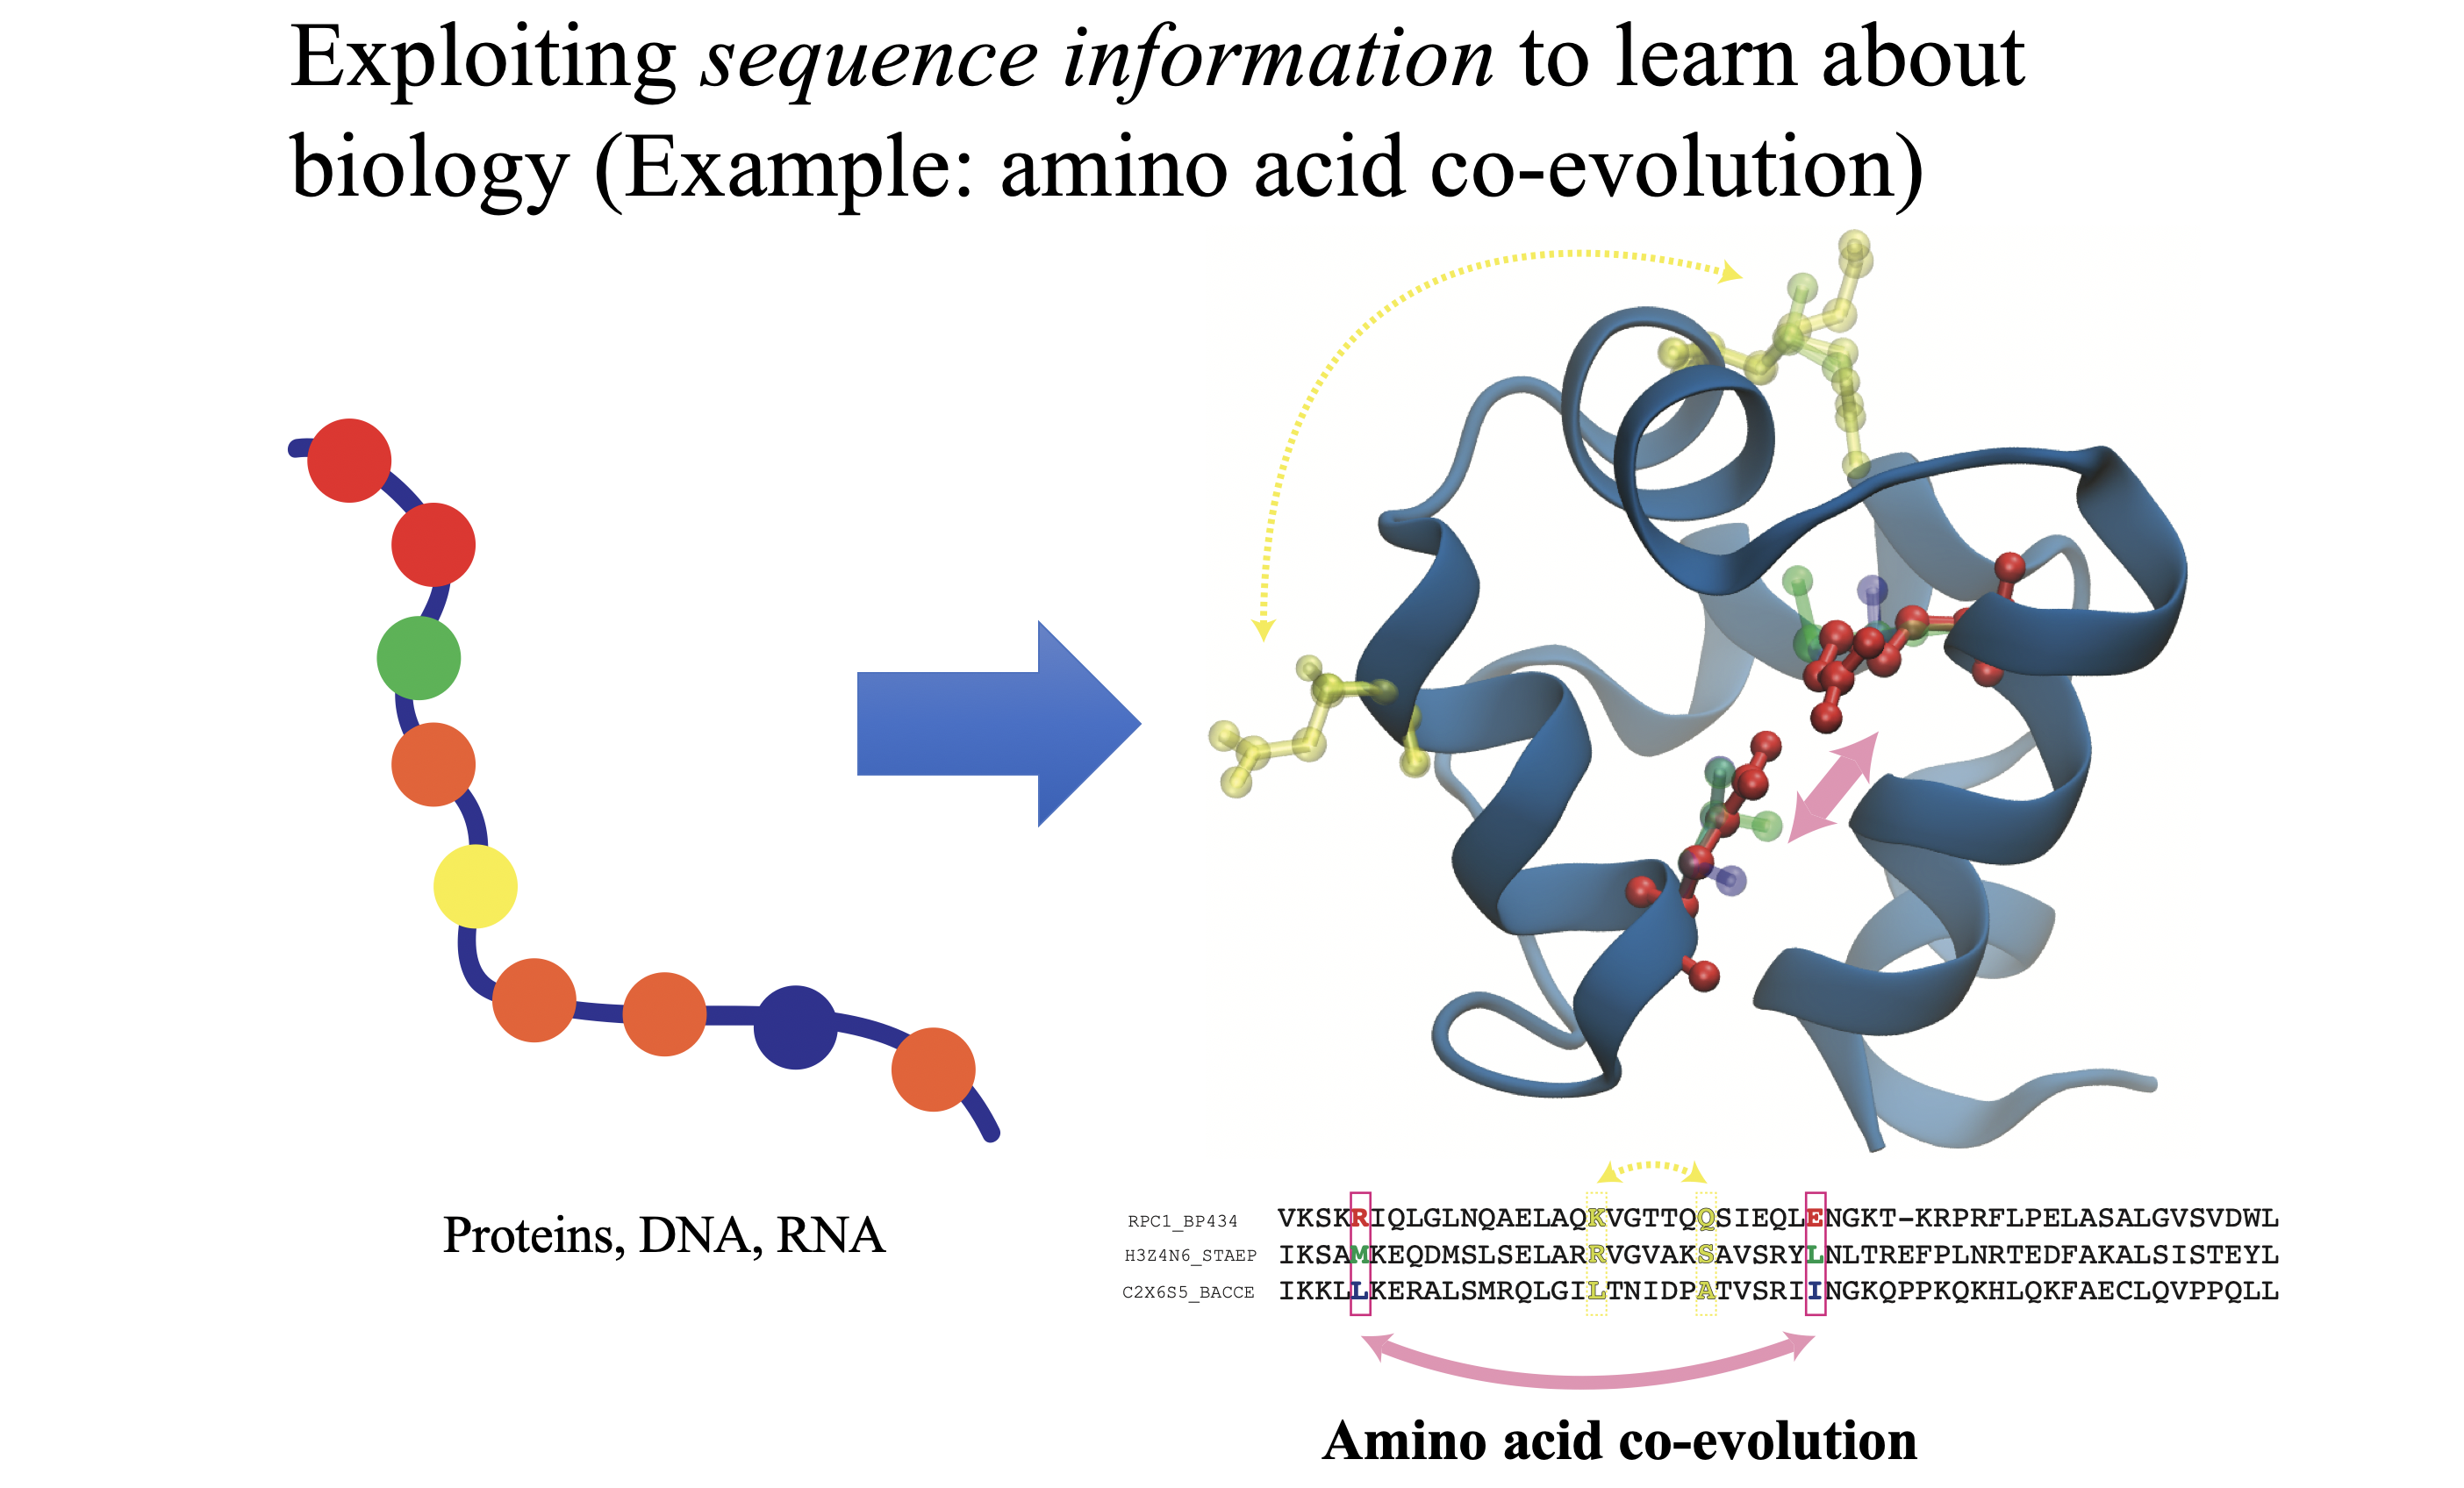 Exploiting sequence information to learn about
biology (Example: amino acid co-evolution)
Proteins, DNA, RNA
RPC1_BP434 VKSKRIQLGLNQAELAQKVGTTQQSIEQLENGKT-KRPRFLPELASALGVSVDWL
H3Z4N6_STAEP IKSAMKEQDMSLSELARRVGVAKSAVSRYLNLTREFPLNRTEDFAKALSISTEYL
C2X6S5_BACCE IKKLLKERALSMRQLGILTNIDPATVSRIINGKQPPKQKHLQKFAECLQVPPQLL
Amino acid co-evolution